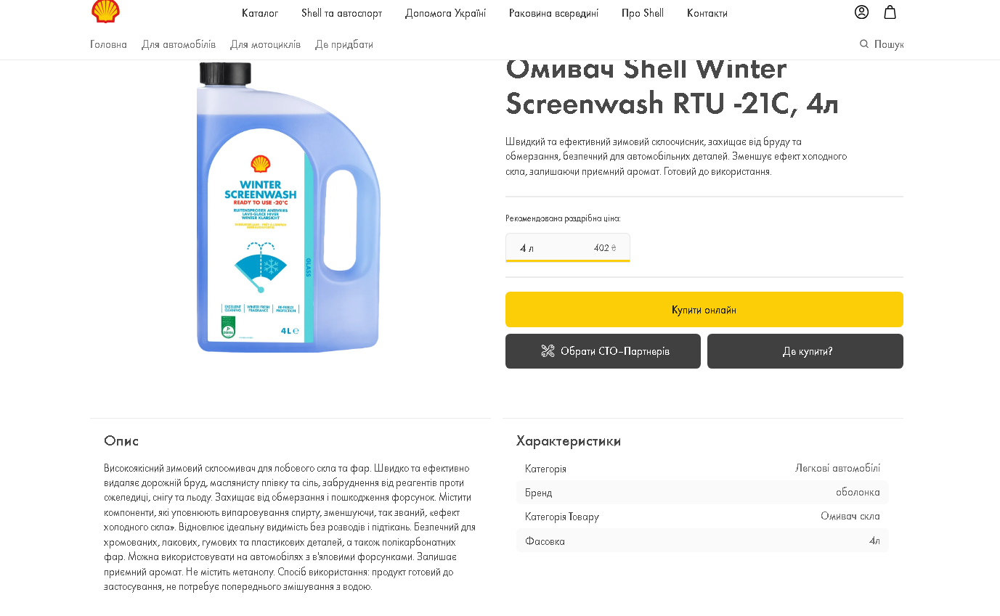 Каталог
Shell та автоспорт
Допомога Україні
Раковина всередині
Про Shell
Контакти
Головна
Для автомобілів
Для мотоциклів
Де придбати
Пошук
Омивач Shell Winter
Screenwash RTU -21C, 4л
Швидкий та ефективний зимовий склоочисник, захищає від бруду та
обмерзання, безпечний для автомобільних деталей. Зменшує ефект холодного
скла, залишаючи приємний аромат. Готовий до використання.
Рекомендована роздрібна ціна:
4 л
402 ₴
Купити онлайн
Обрати СТО-Партнерів
Де купити?
WINTER
SCREENWASH
READY TO USE -20°C
RUITENSPROEIER ANTIVRIES
LAVE-GLACE HIVER
WINTER KLARSICHT
GLASS
EXCELLENT
CLEANING
WINTER FRESH
FRAGRANCE
RE-FREEZE
PROTECTION
4L ℮
Опис
Високоякісний зимовий склоомивач для лобового скла та фар. Швидко та ефективно
видаляє дорожній бруд, маслянисту плівку та сіль, забруднення від реагентів проти
ожеледиці, снігу та льоду. Захищає від обмерзання і пошкодження форсунок. Містити
компоненти, які уповнюють випаровування спирту, зменшуючи, так званий, «ефект
холодного скла». Відновлює ідеальну видимість без розводів і підтікань. Безпечний для
хромованих, лакових, гумових та пластикових деталей, а також полікарбонатних
фар. Можна використовувати на автомобілях з в'яловими форсунками. Залишає
приємний аромат. Не містить метанолу. Спосіб використання: продукт готовий до
застосування, не потребує попереднього змішування з водою.
Характеристики
Категорія
Легкові автомобілі
Бренд
оболонка
Категорія Товару
Омивач скла
Фасовка
4л